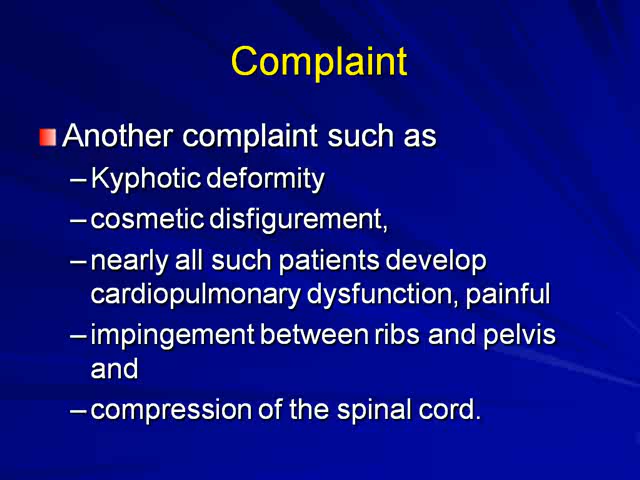 Complaint
Another complaint such as
–Kyphotic deformity
–cosmetic disfigurement,
–nearly all such patients develop
cardiopulmonary dysfunction, painful
–impingement between ribs and pelvis
and
–compression of the spinal cord.